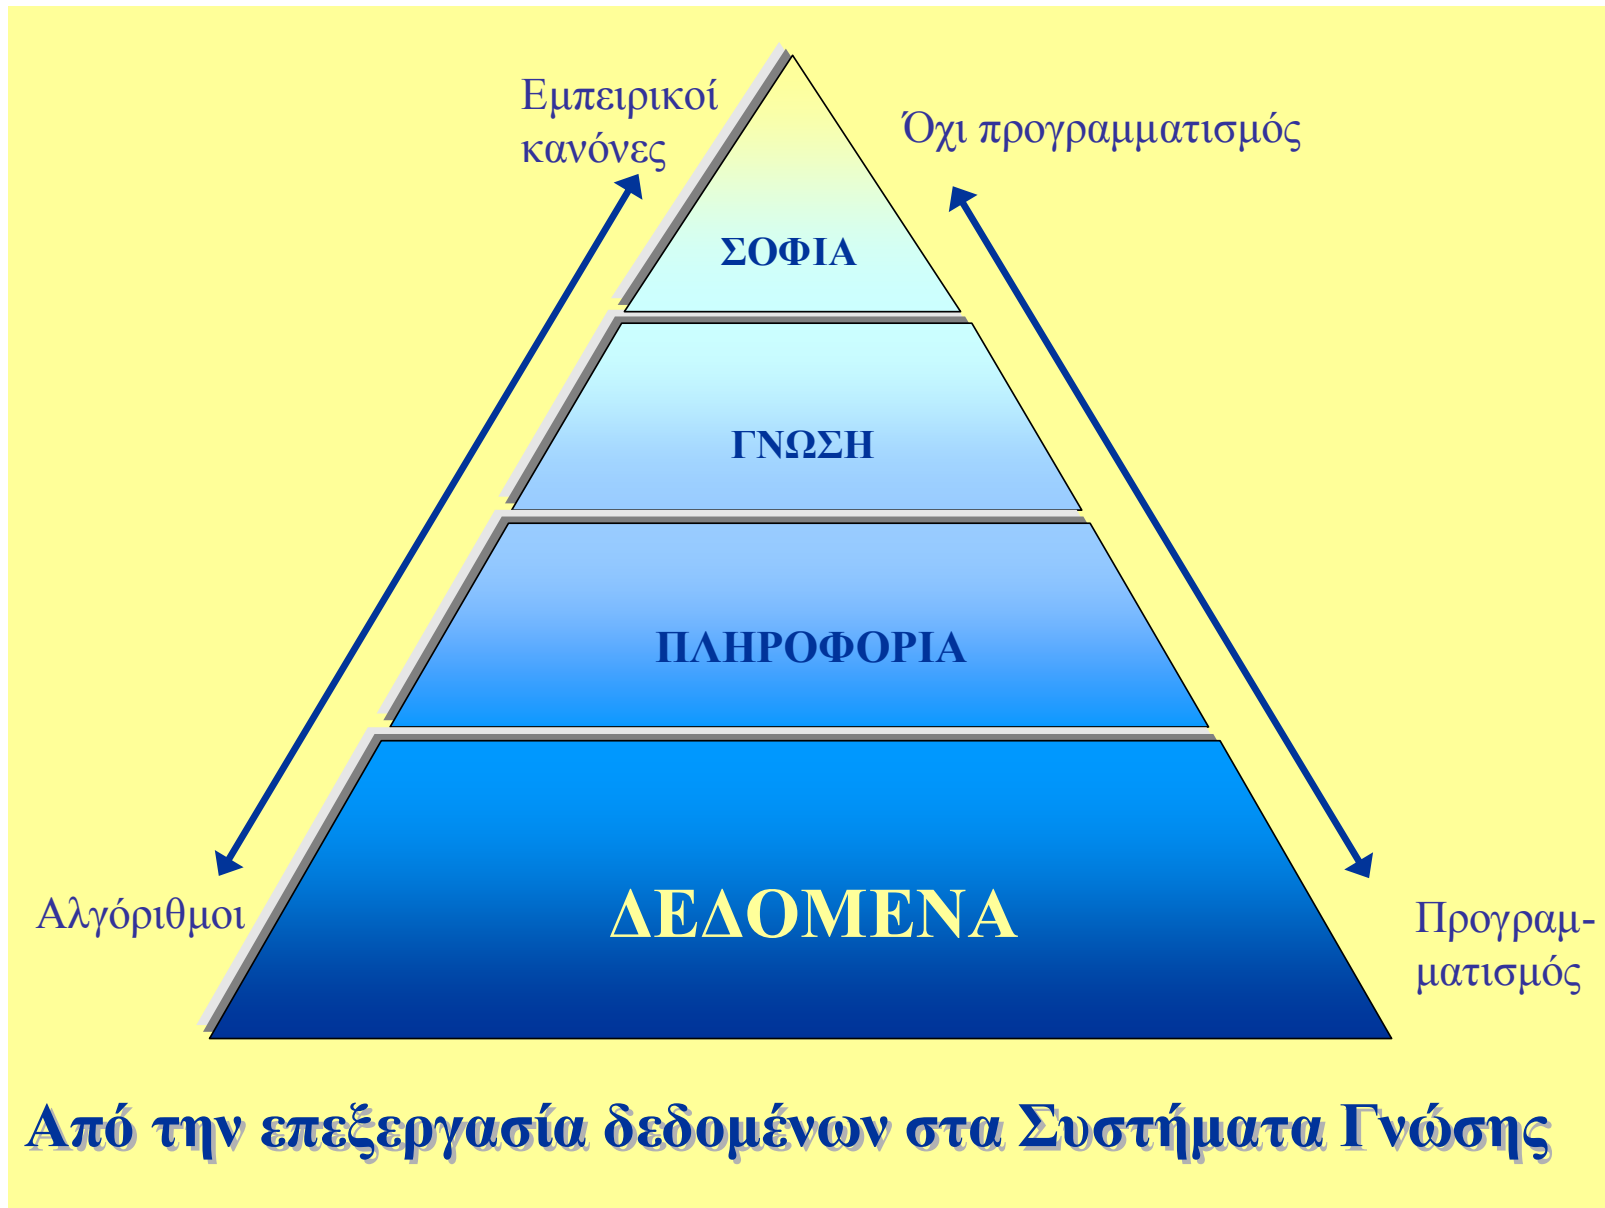 Εμπειρικοί
κανόνες
Όχι προγραμματισμός
ΣΟΦΙΑ
ΓΝΩΣΗ
ΠΛΗΡΟΦΟΡΙΑ
ΔΕΔΟΜΕΝΑ
Αλγόριθμοι
Προγραμ-
ματισμός
Από την επεξεργασία δεδομένων στα Συστήματα Γνώσης